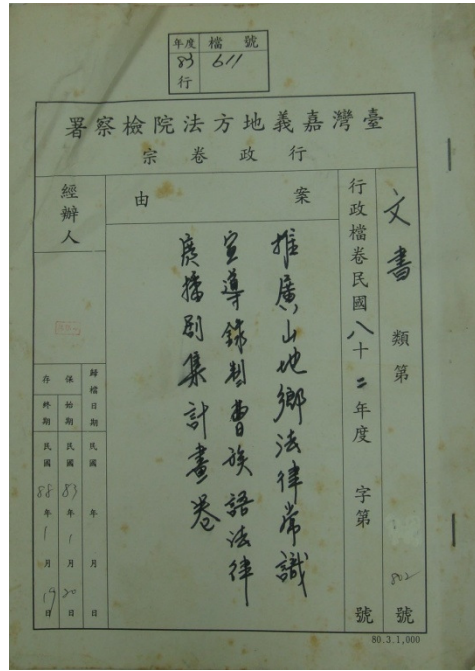 年度 檔號
83 611
行
臺灣嘉義地方法院檢察署
行政卷宗
文書 類第 802 號
行政檔卷民國八十二年度 字第 號
案由
推廣山地鄉法律常識
宣導錄製曹族語法律
廣播劇集計畫卷
經辦人
歸檔日期 民國 年 月 日
保存 始期 民國 83 年 1 月 20 日
終期 民國 88 年 1 月 19 日
80.3.1,000